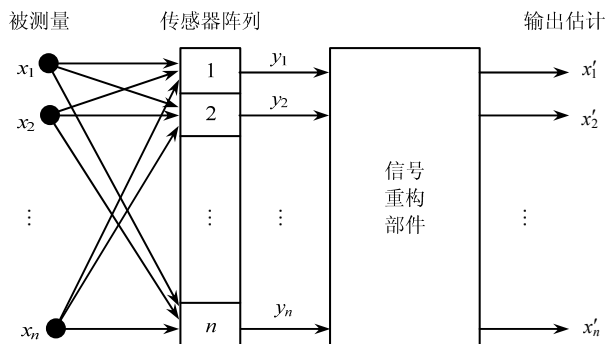 被测量 传感器阵列 输出估计
x₁ 1 y₁ x′₁
x₂ 2 y₂ x′₂
信号
重构
部件
⋮ ⋮ ⋮ ⋮
xₙ n yₙ x′ₙ